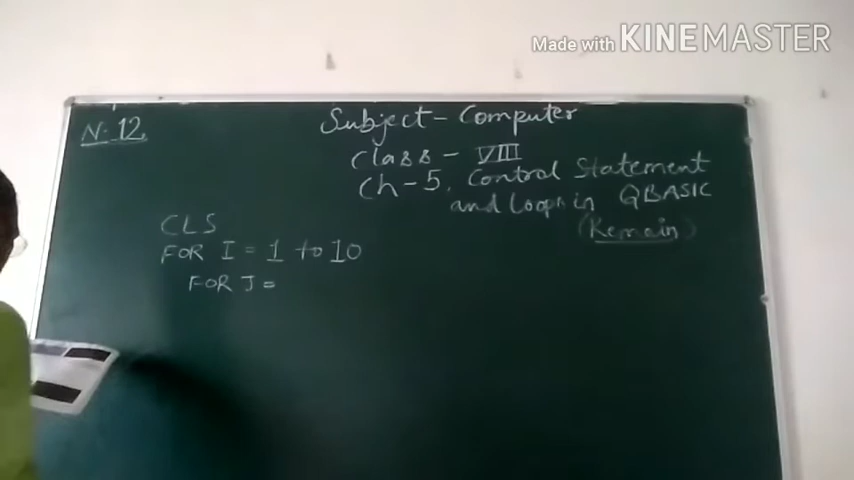 Made with KINEMASTER
N. 12. Subject - Computer
Class - VIII
Ch - 5. Control Statement
and Loops in QBASIC
(Remain)
CLS
FOR I = 1 to 10
FOR J =